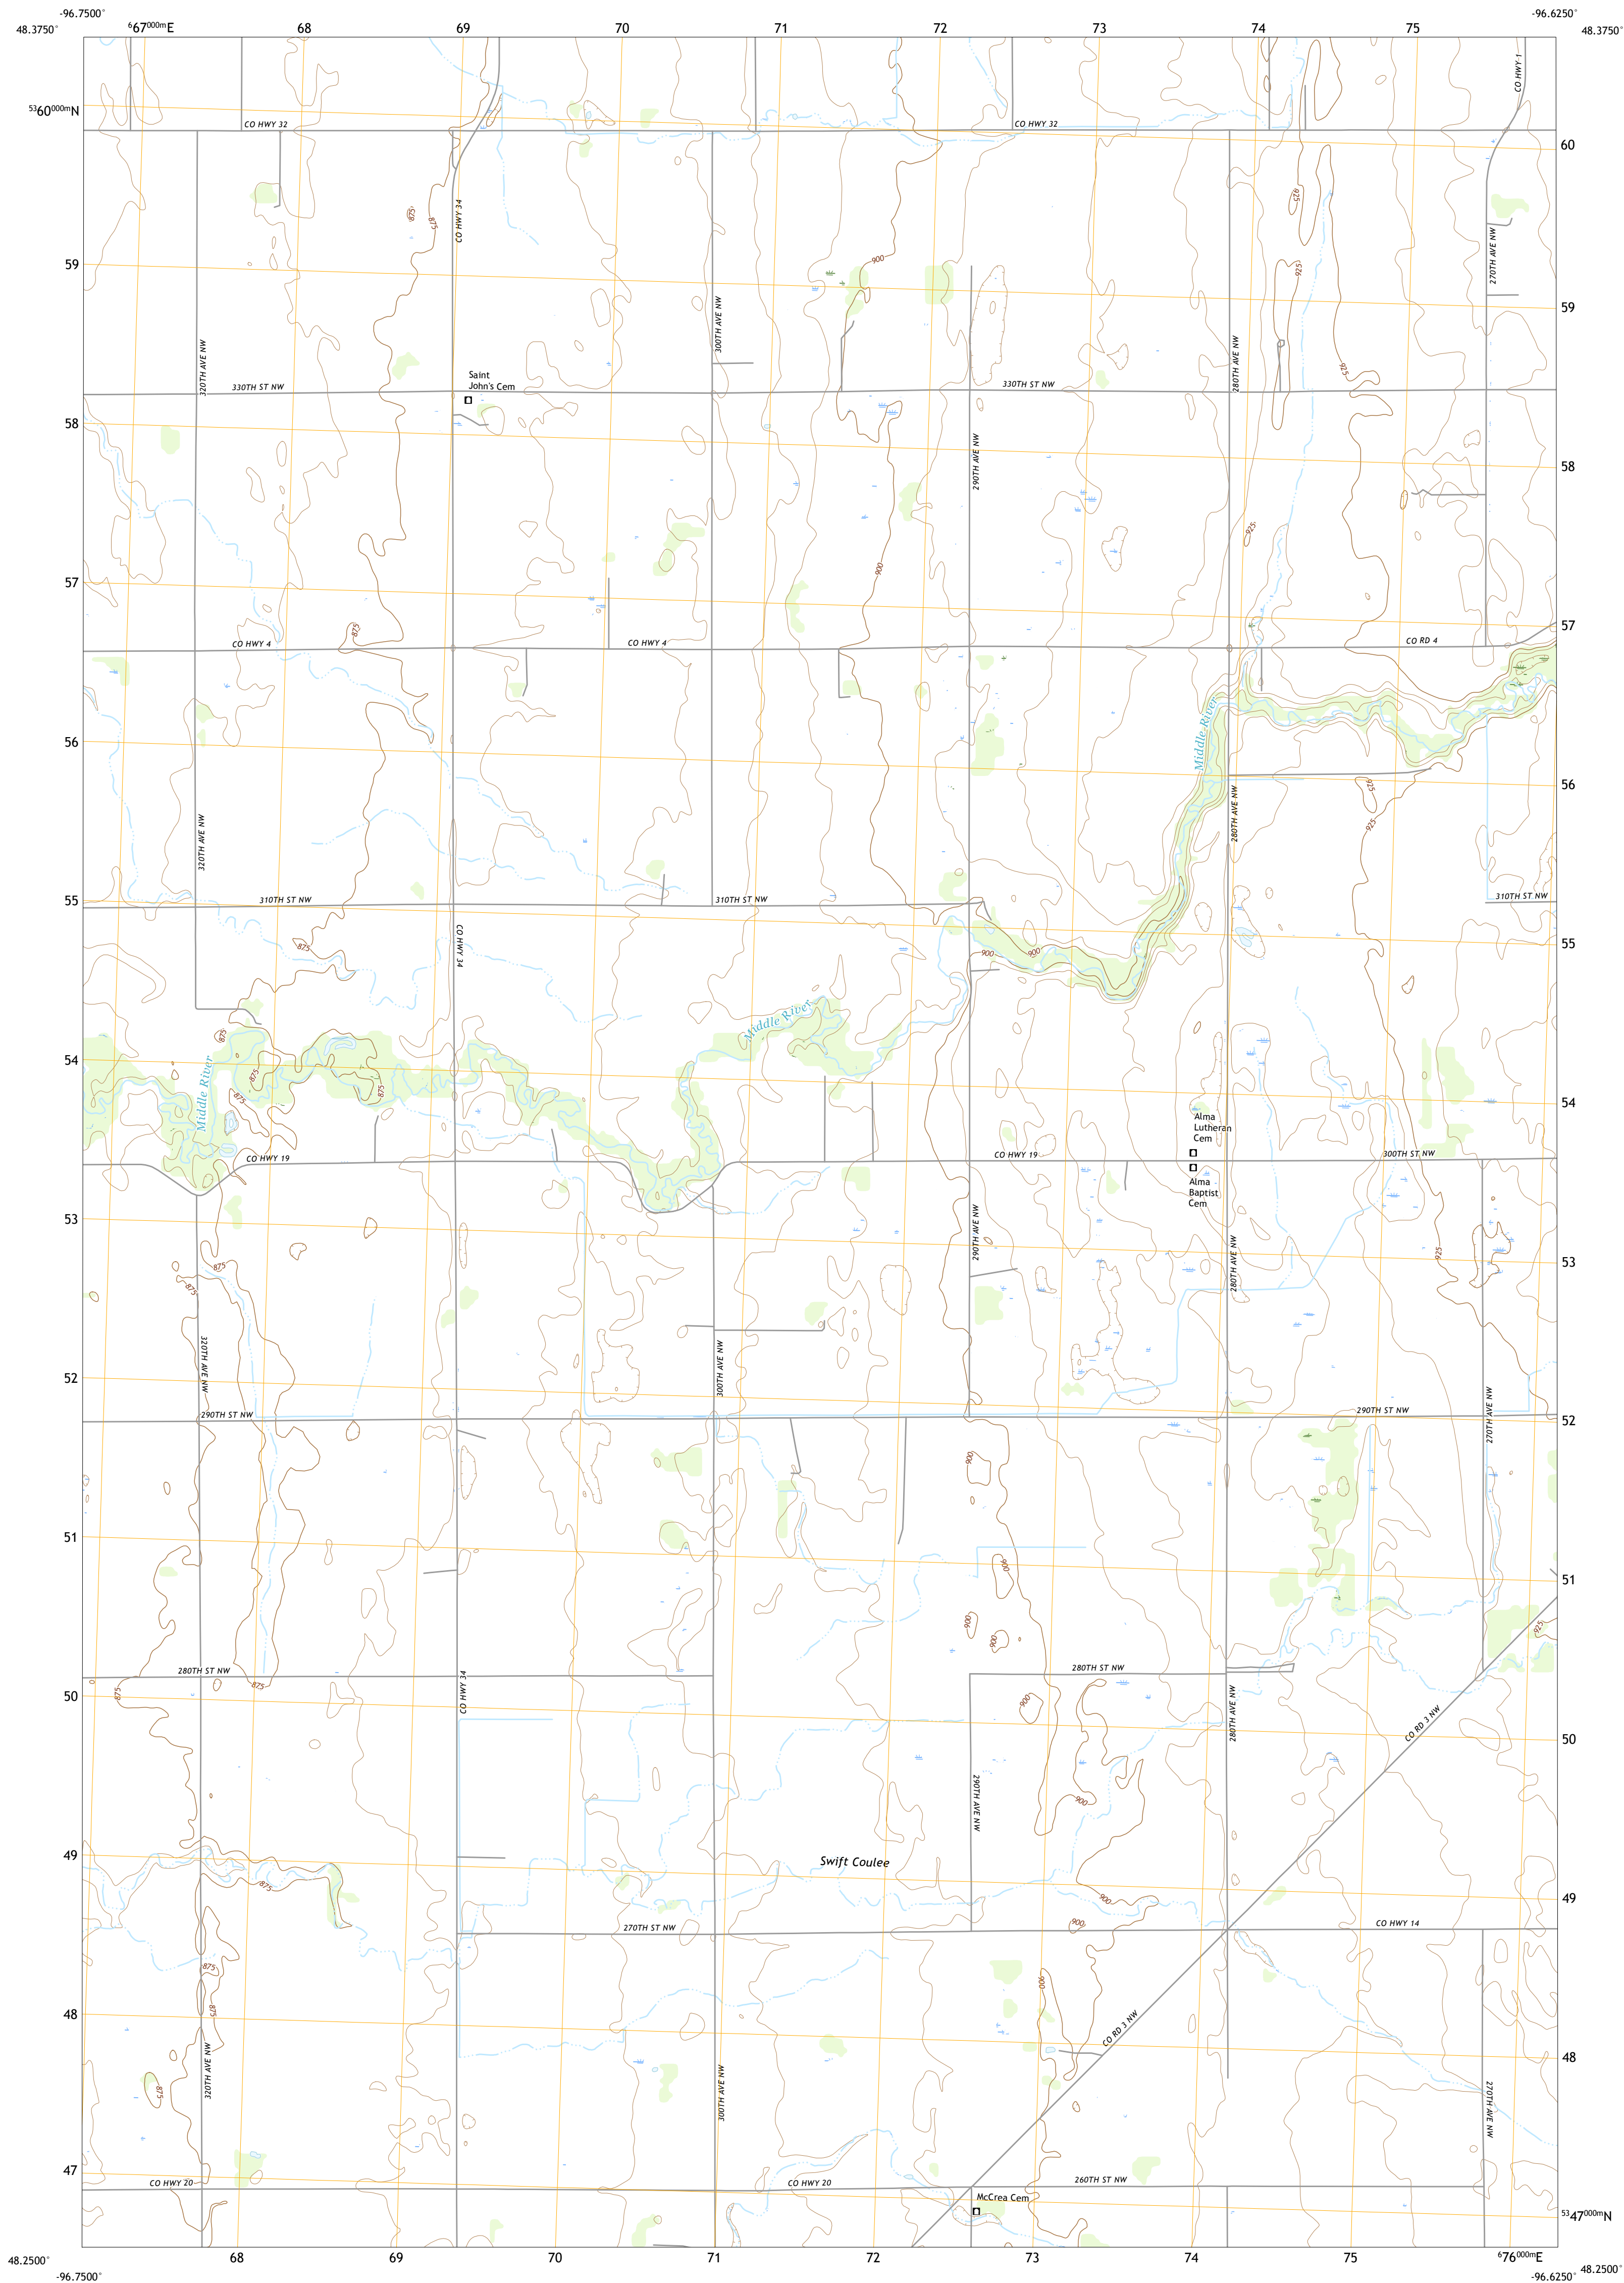 -96.7500°
-96.6250°
48.3750°
⁶67⁰⁰⁰ᵐE
68
69
70
71
72
73
74
75
48.3750°
CO HWY 1
⁵³60⁰⁰⁰ᵐN
CO HWY 32
CO HWY 32
60
925
875
875
CO HWY 34
270TH AVE NW
900
59
925
59
300TH AVE NW
320TH AVE NW
280TH AVE NW
925
Saint
John's Cem
330TH ST NW
330TH ST NW
58
290TH AVE NW
58
925
57
900
875
57
CO HWY 4
CO HWY 4
CO RD 4
Middle River
56
56
925
925
320TH AVE NW
280TH AVE NW
55
310TH ST NW
310TH ST NW
310TH ST NW
CO HWY 34
875
900
900
55
Middle River
875
54
875
875
875
Middle River
54
Alma
Lutheran
Cem
CO HWY 19
CO HWY 19
300TH ST NW
Alma
Baptist
Cem
53
290TH AVE NW
280TH AVE NW
925
53
875
875
320TH AVE NW
300TH AVE NW
52
270TH AVE NW
290TH ST NW
290TH ST NW
52
900
51
900
51
900
900
925
280TH ST NW
280TH ST NW
875
875
50
CO HWY 34
900
280TH AVE NW
CO RD 3 NW
50
290TH AVE NW
900
49
Swift Coulee
875
900
49
900
270TH ST NW
CO HWY 14
875
900
875
48
CO RD 3 NW
48
320TH AVE NW
875
300TH AVE NW
270TH AVE NW
47
CO HWY 20
CO HWY 20
260TH ST NW
McCrea Cem
⁵³47⁰⁰⁰ᵐN
48.2500°
68
69
70
71
72
73
74
75
⁶76⁰⁰⁰ᵐE
48.2500°
-96.7500°
-96.6250°